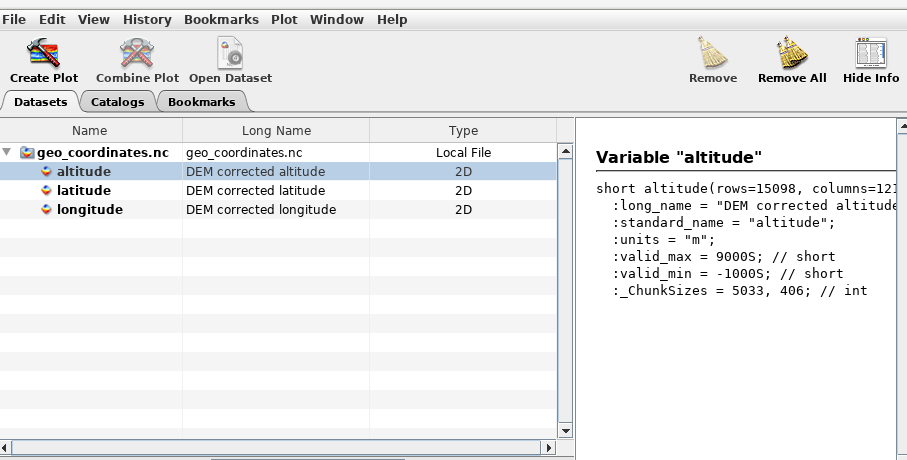 File Edit View History Bookmarks Plot Window Help
Create Plot Combine Plot Open Dataset Remove Remove All Hide Info
Datasets Catalogs Bookmarks
Name Long Name Type
geo_coordinates.nc geo_coordinates.nc Local File
altitude DEM corrected altitude 2D
latitude DEM corrected latitude 2D
longitude DEM corrected longitude 2D
Variable "altitude"
short altitude(rows=15098, columns=121
:long_name = "DEM corrected altitude
:standard_name = "altitude";
:units = "m";
:valid_max = 9000S; // short
:valid_min = -1000S; // short
:_ChunkSizes = 5033, 406; // int